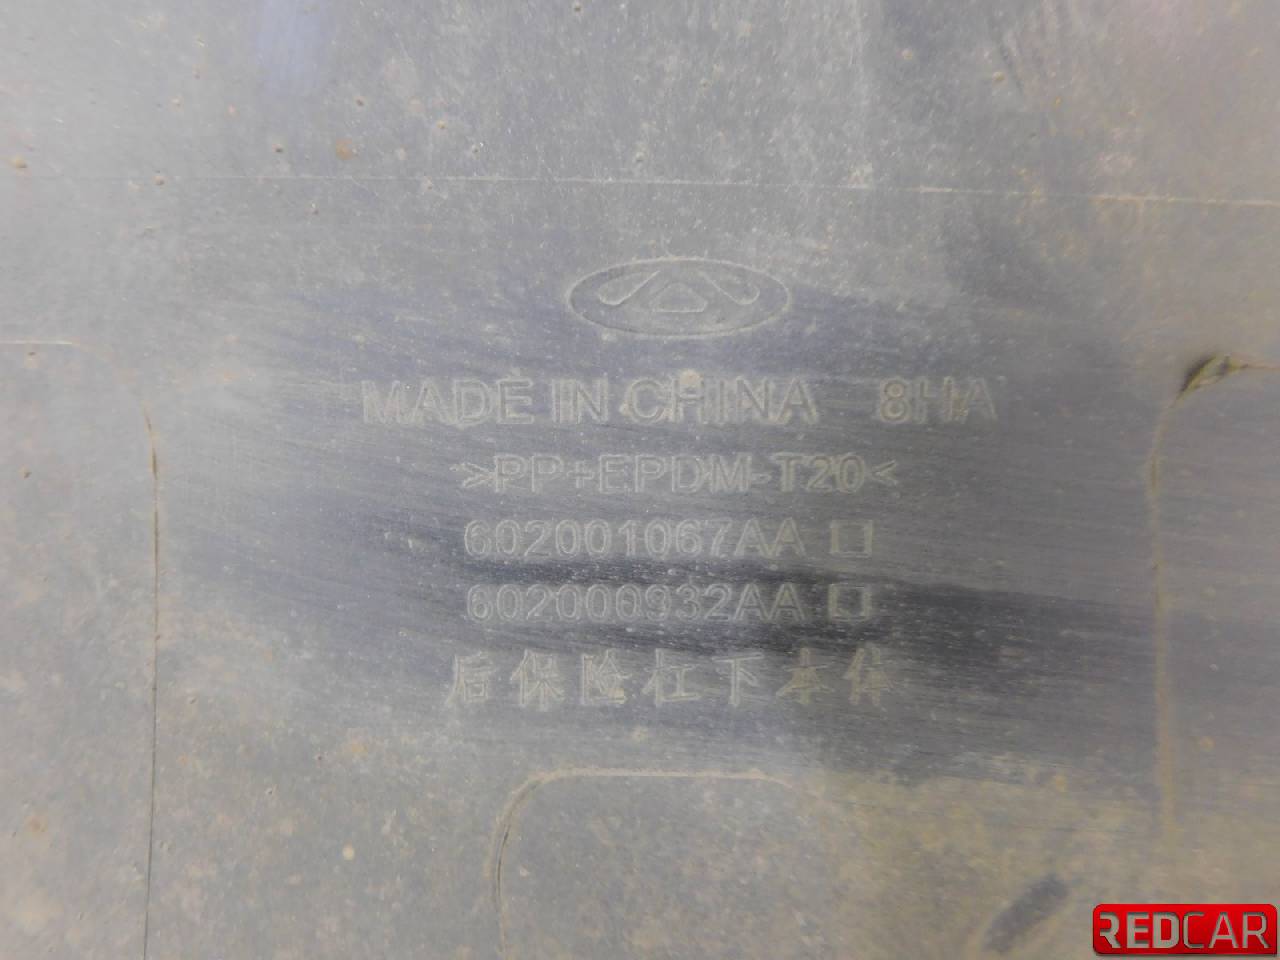 MADE IN CHINA 8HA
>PP+EPDM-T20<
602001067AA
602000932AA
后保险杠下本体
REDCAR